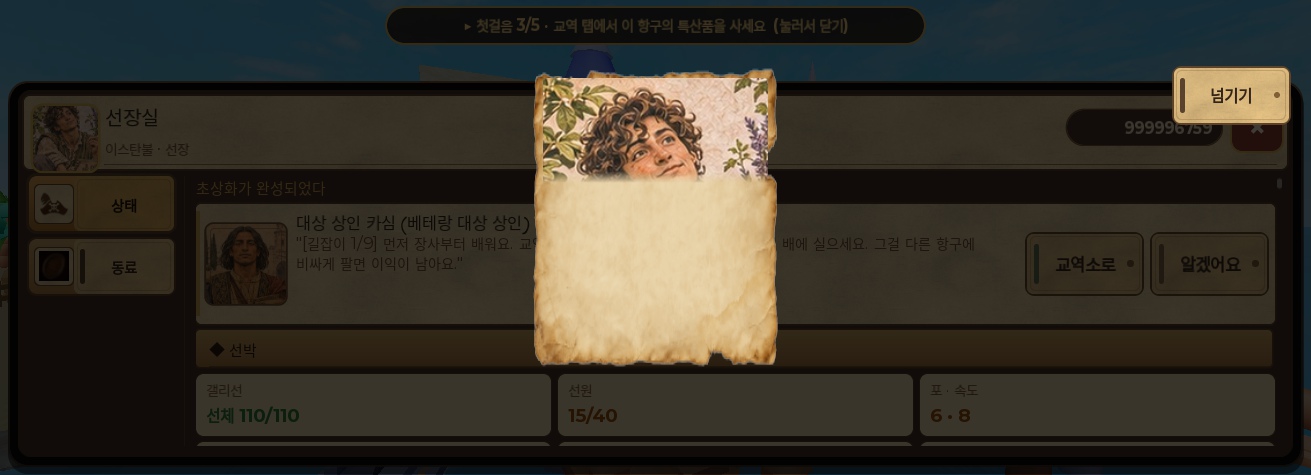 ▸ 첫걸음 3/5 · 교역 탭에서 이 항구의 특산품을 사세요 (눌러서 닫기)
넘기기
선장실
이스탄불 · 선장
999996759
상태
동료
초상화가 완성되었다
대상 상인 카심 (베테랑 대상 상인)
"[길잡이 1/9] 먼저 장사부터 배워요. 교 배에 실으세요. 그걸 다른 항구에
비싸게 팔면 이익이 남아요."
교역소로
알겠어요
◆ 선박
갤리선
선체 110/110
선원
15/40
포 · 속도
6 · 8